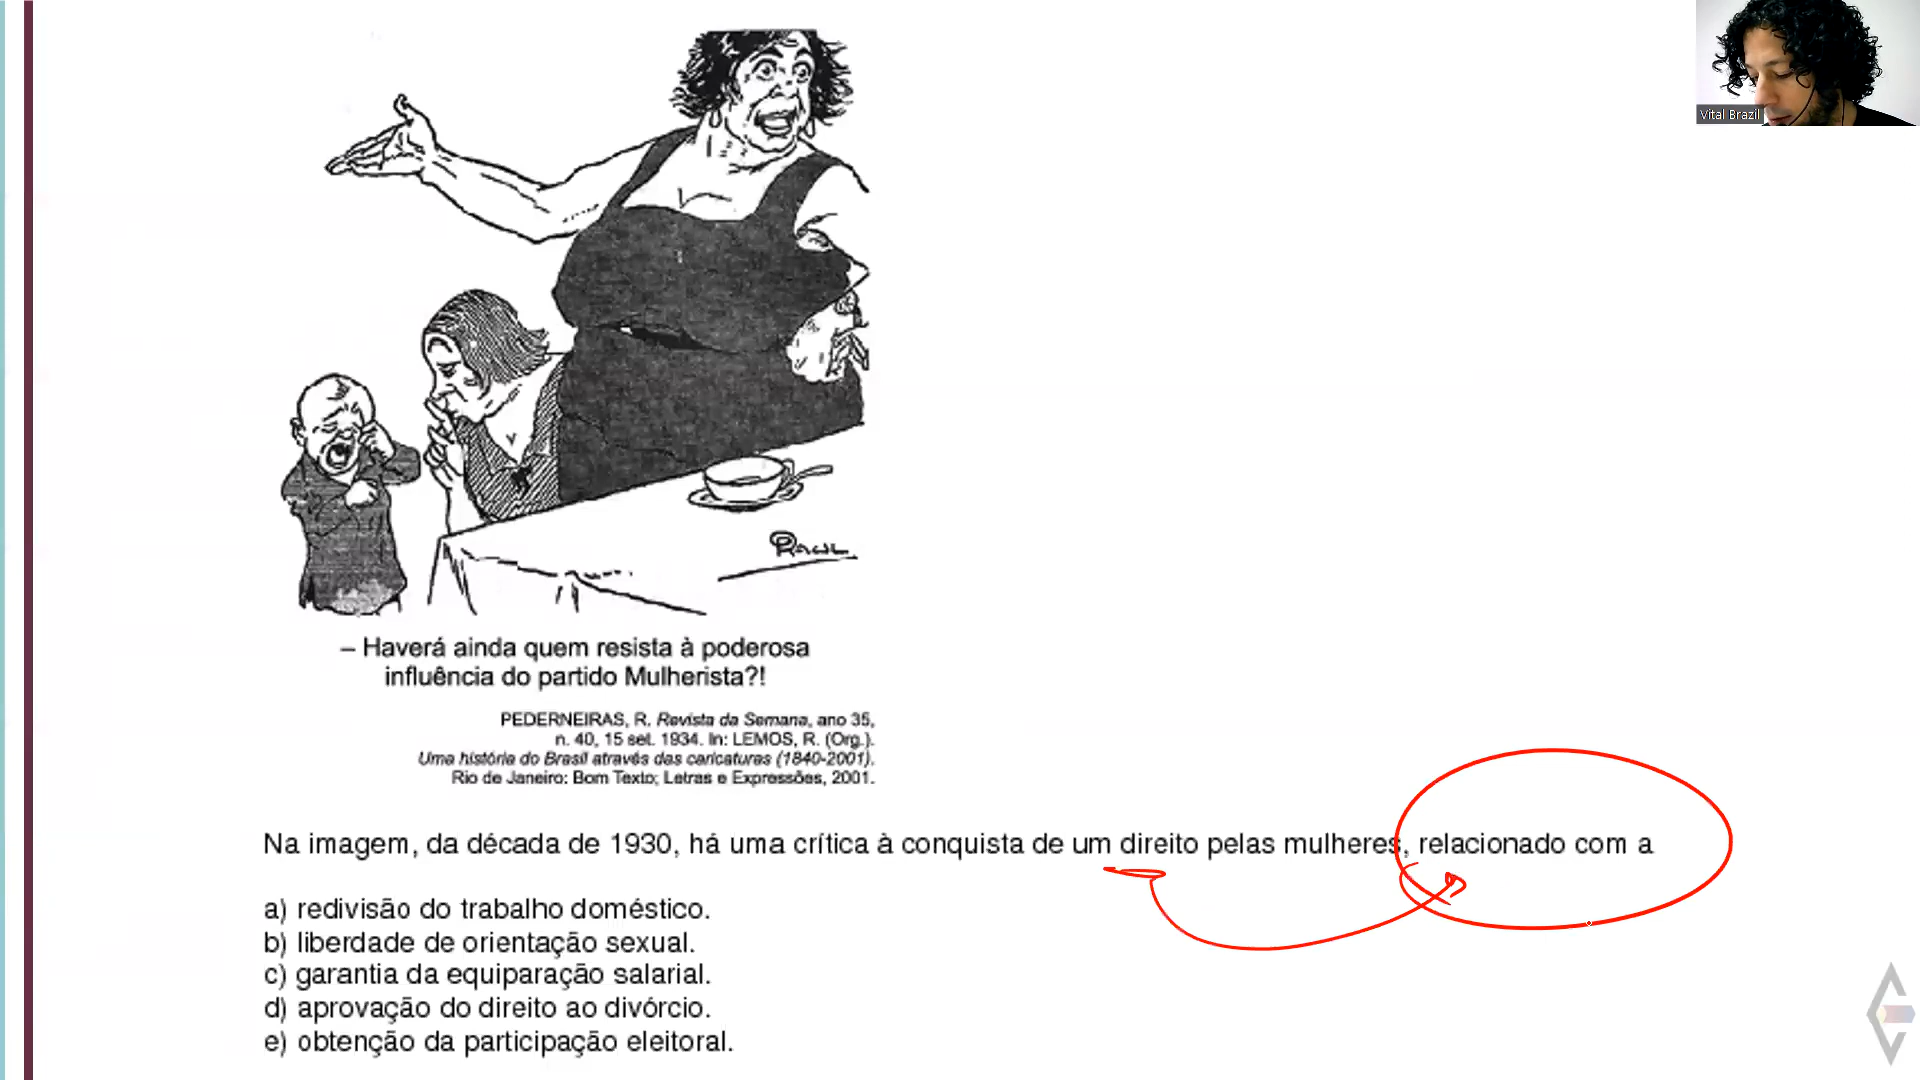 Vital Brazil
Raul
– Haverá ainda quem resista à poderosa
influência do partido Mulherista?!
PEDERNEIRAS, R. Revista da Semana, ano 35,
n. 40, 15 set. 1934. In: LEMOS, R. (Org.).
Uma história do Brasil através das caricaturas (1840-2001).
Rio de Janeiro: Bom Texto; Letras e Expressões, 2001.
Na imagem, da década de 1930, há uma crítica à conquista de um direito pelas mulheres, relacionado com a
a) redivisão do trabalho doméstico.
b) liberdade de orientação sexual.
c) garantia da equiparação salarial.
d) aprovação do direito ao divórcio.
e) obtenção da participação eleitoral.